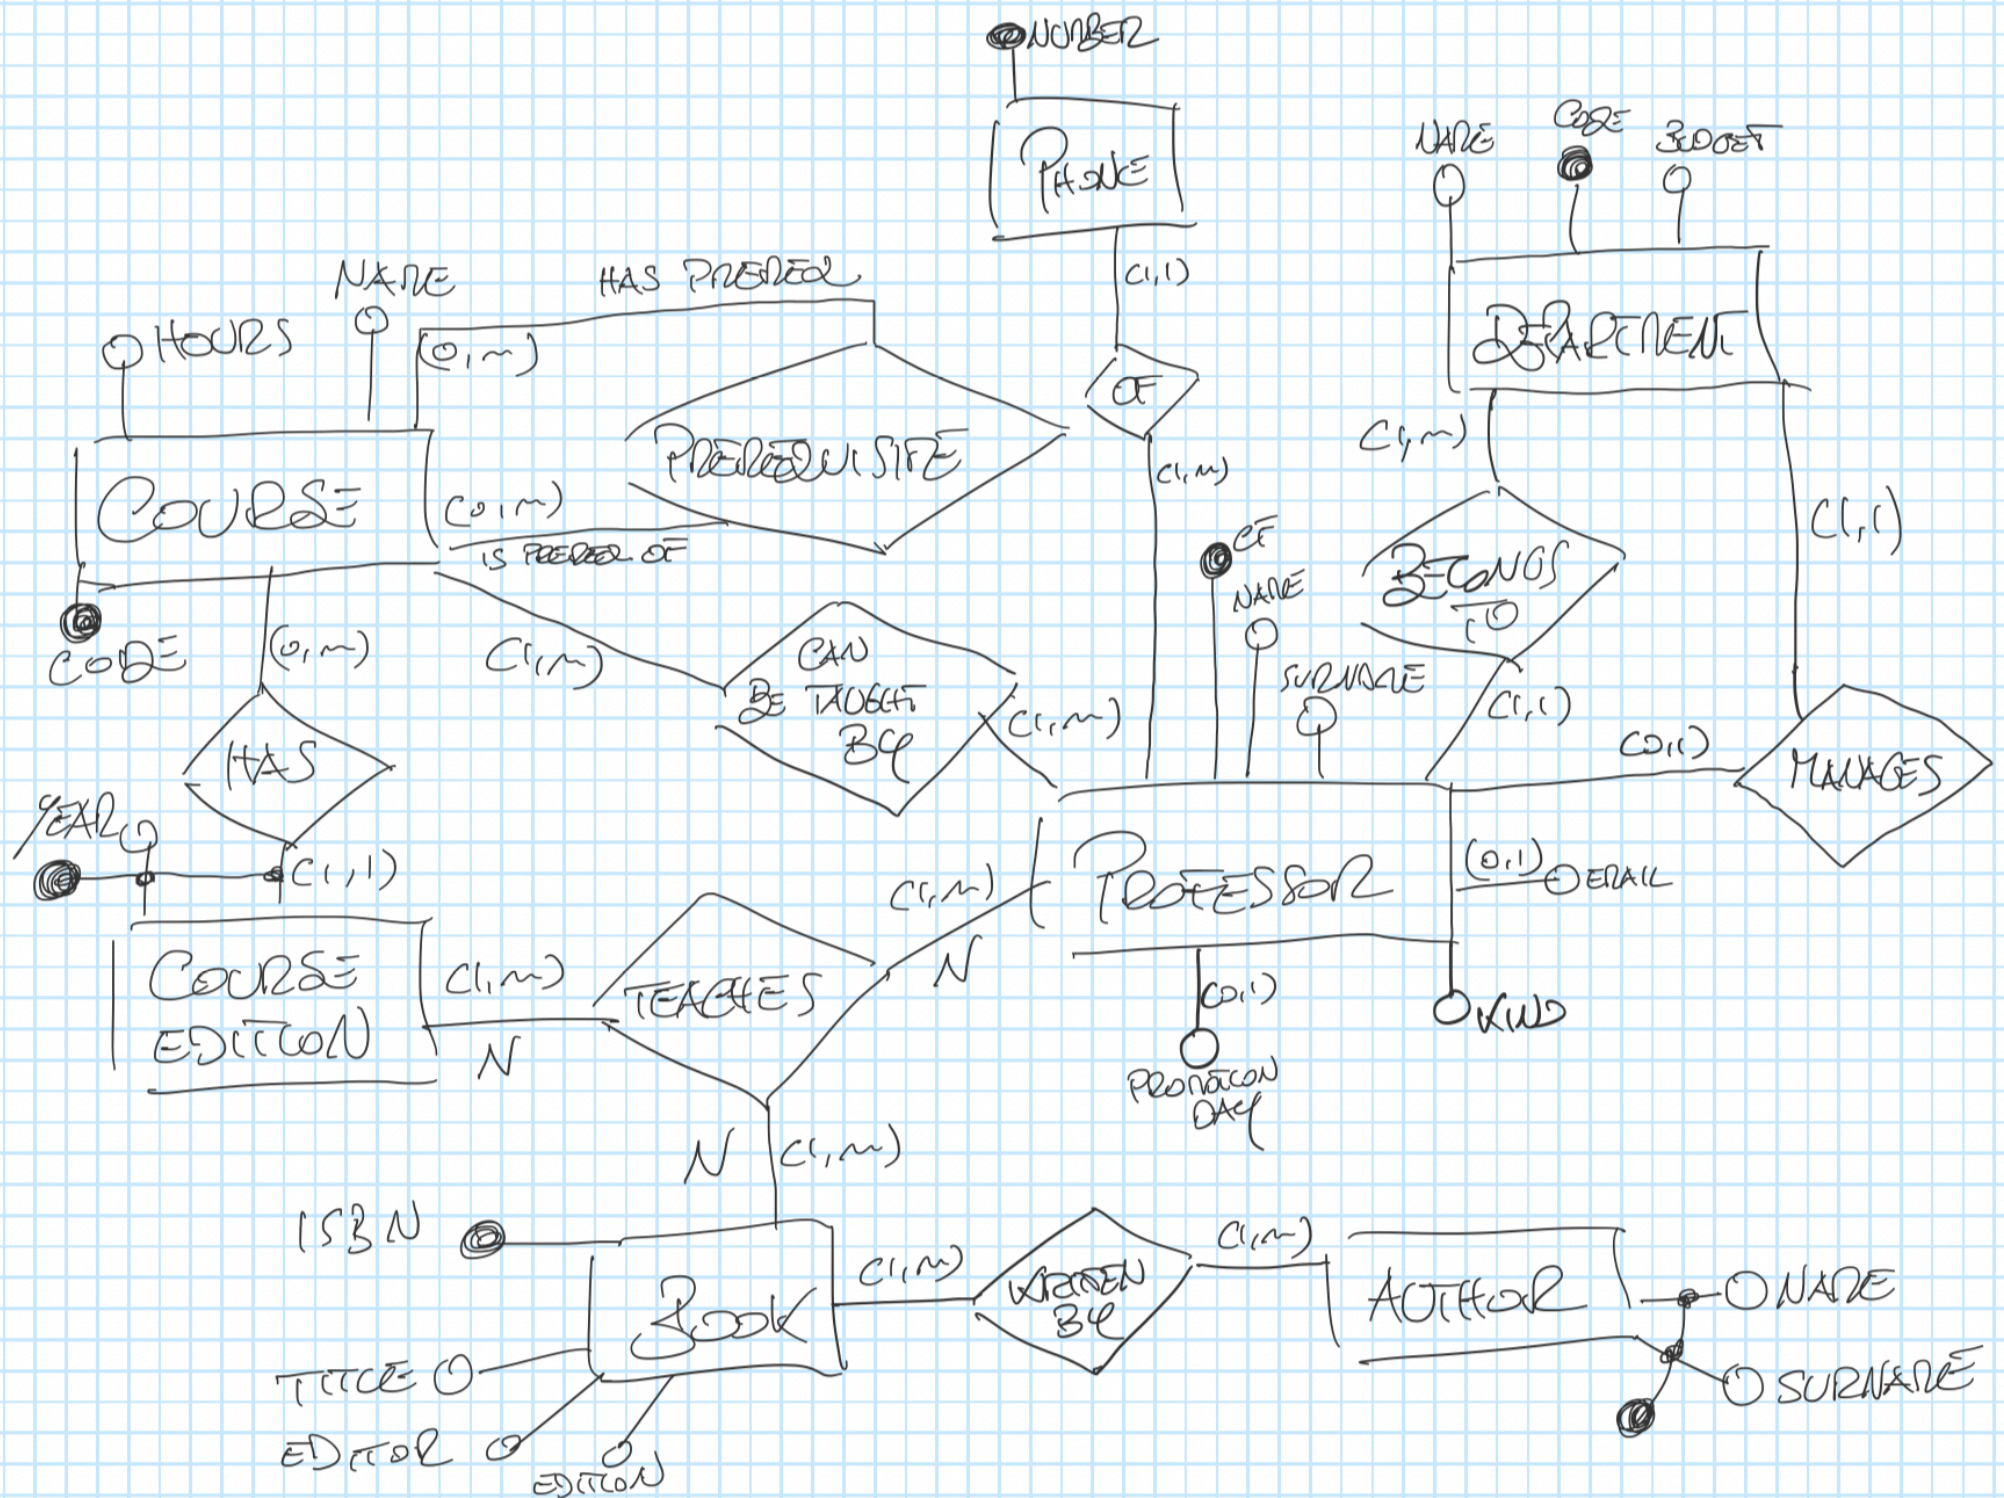 NUMBER
PHONE
(1,1)
OF
(1,n)
NAME
CODE
BUDGET
DEPARTMENT
(1,n)
(1,1)
BELONGS
TO
(1,1)
(0,1)
MANAGES
HOURS
NAME
HAS PREREQ
(0,n)
PREREQUISITE
COURSE
(0,n)
IS PREREQ OF
CODE
(0,n)
(1,n)
CAN
BE TAUGHT
BY
(1,n)
CF
NAME
SURNAME
HAS
YEAR
(1,1)
PROFESSOR
(0,1)
EMAIL
(1,n)
N
COURSE
EDITION
(1,n)
N
TEACHES
(0,1)
PROMOTION
DAY
KIND
N
(1,n)
ISBN
BOOK
(1,n)
WRITTEN
BY
(1,n)
AUTHOR
NAME
SURNAME
TITLE
EDITOR
EDITION